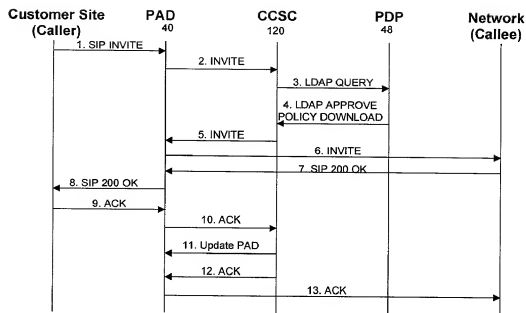 Customer Site
(Caller)
PAD
40
CCSC
120
PDP
48
Network
(Callee)
1. SIP INVITE
2. INVITE
3. LDAP QUERY
4. LDAP APPROVE
POLICY DOWNLOAD
5. INVITE
6. INVITE
7. SIP 200 OK
8. SIP 200 OK
9. ACK
10. ACK
11. Update PAD
12. ACK
13. ACK